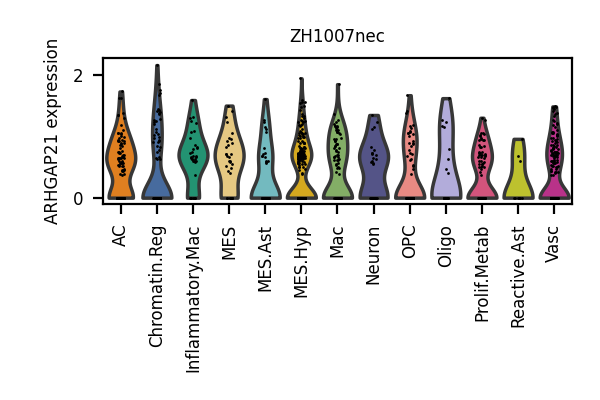 ZH1007nec
ARHGAP21 expression
2
0
AC
Chromatin.Reg
Inflammatory.Mac
MES
MES.Ast
MES.Hyp
Mac
Neuron
OPC
Oligo
Prolif.Metab
Reactive.Ast
Vasc